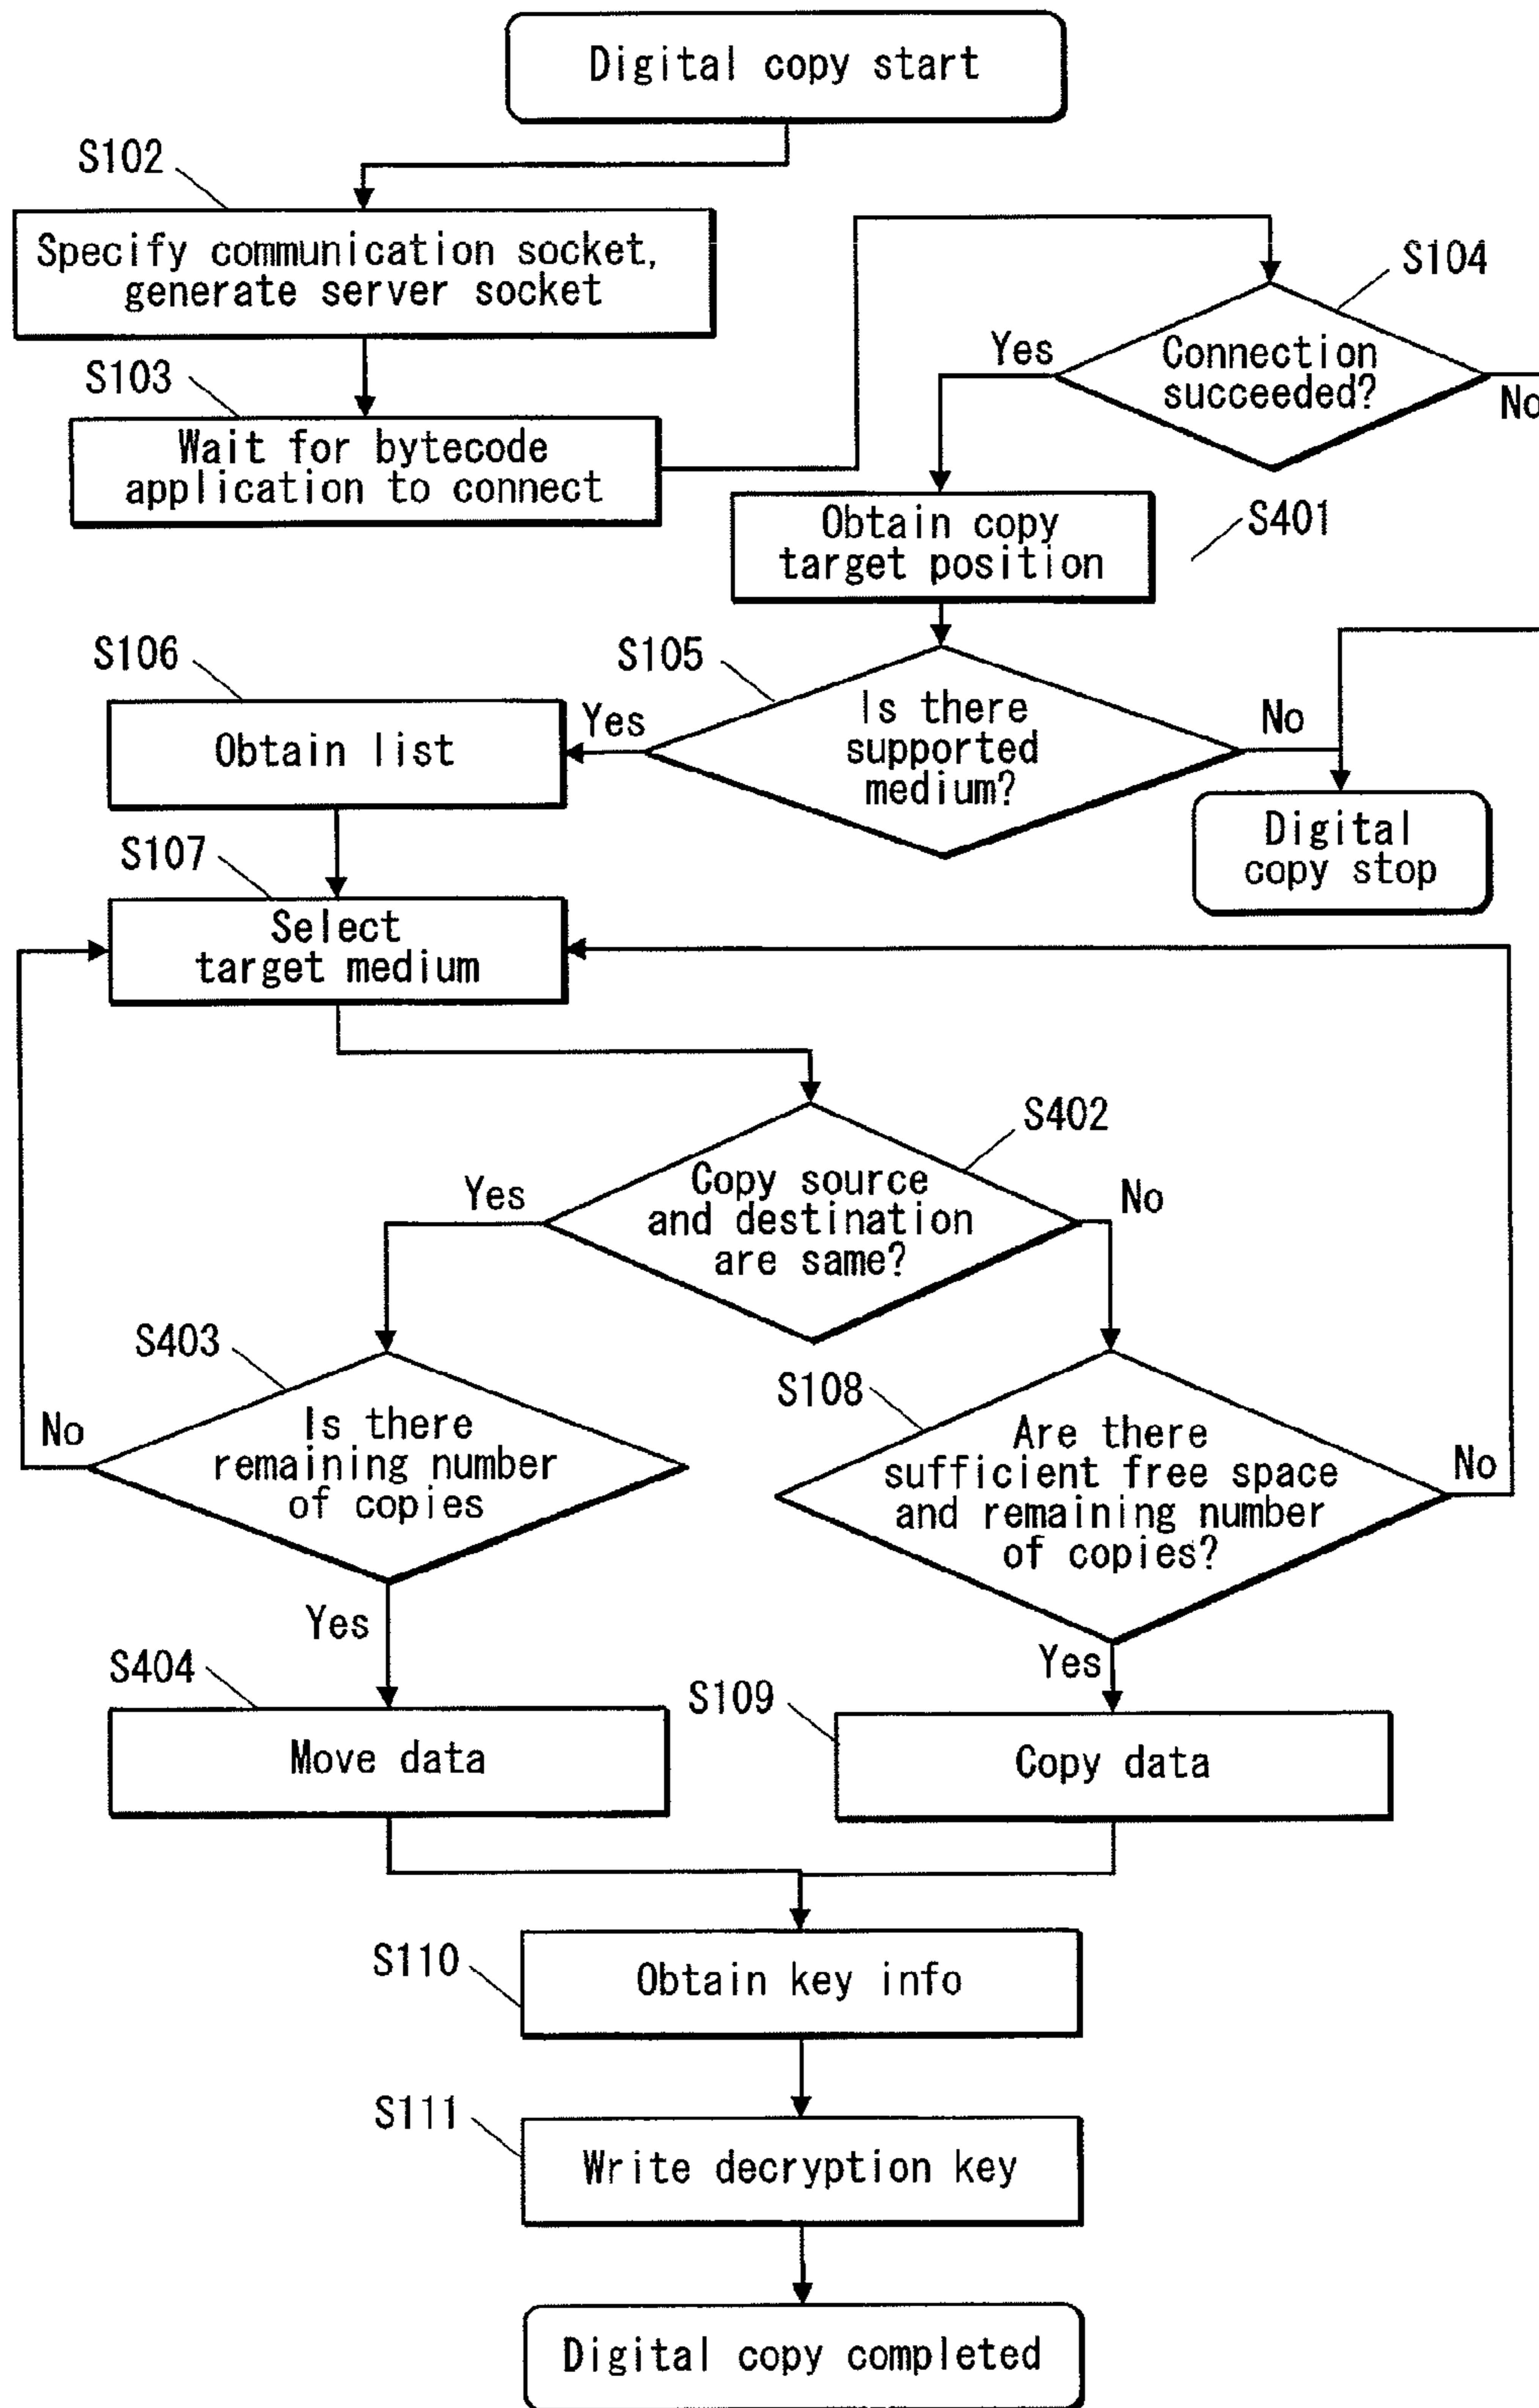 Digital copy start
S102
Specify communication socket,
generate server socket
S103
Wait for bytecode
application to connect
S104
Connection
succeeded?
Yes
No
Obtain copy
target position
S401
S105
Is there
supported
medium?
Yes
No
S106
Obtain list
Digital
copy stop
S107
Select
target medium
S402
Copy source
and destination
are same?
Yes
No
S403
Is there
remaining number
of copies
No
Yes
S108
Are there
sufficient free space
and remaining number
of copies?
No
Yes
S404
Move data
S109
Copy data
S110
Obtain key info
S111
Write decryption key
Digital copy completed